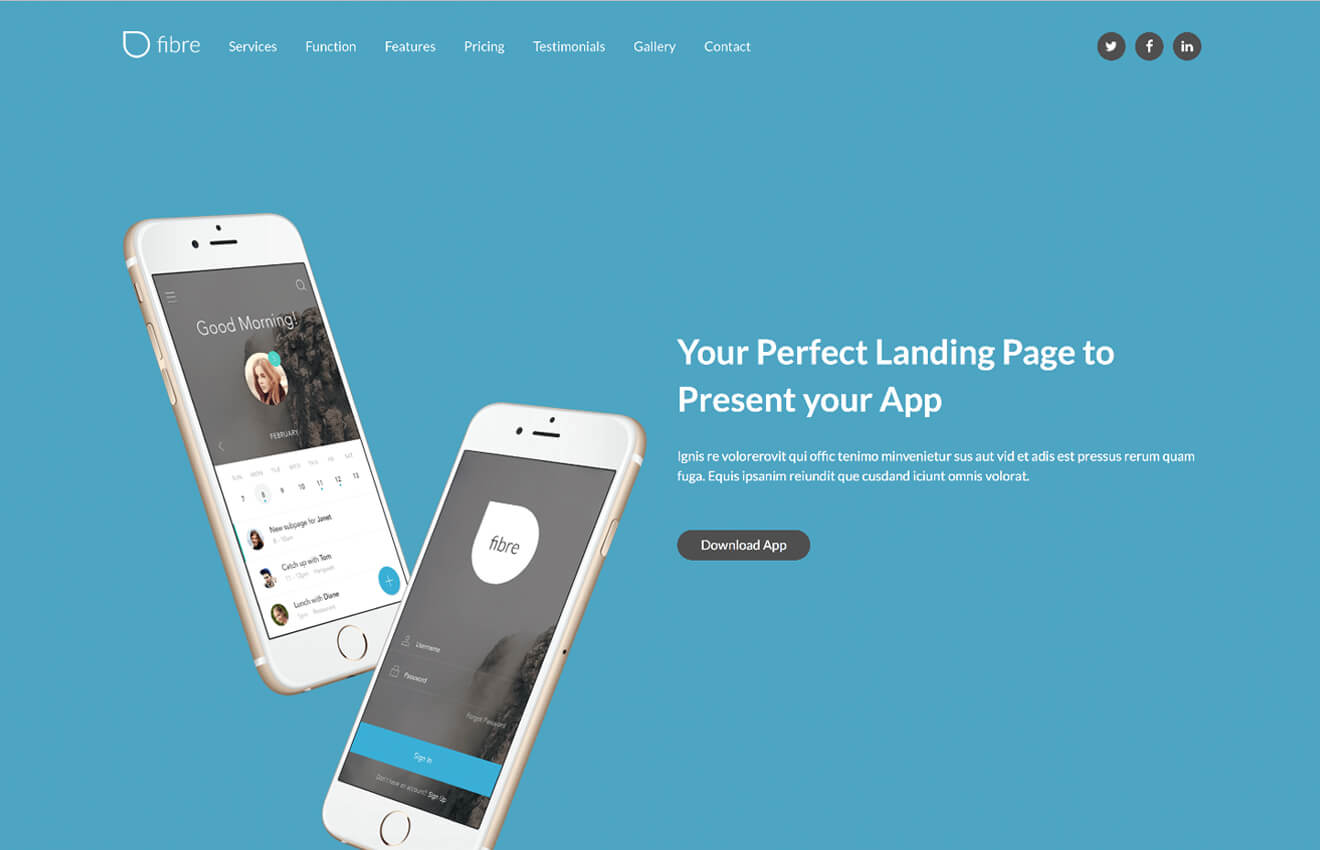 fibre Services Function Features Pricing Testimonials Gallery Contact
Your Perfect Landing Page to
Present your App
Ignis re volorerovit qui offic tenimo minvenietur sus aut vid et adis est pressus rerum quam
fuga. Equis ipsanim reiundit que cusdand iciunt omnis volorat.
Download App
Good Morning!
FEBRUARY
SUN MON TUE WED THU FRI SAT
7 8 9 10 11 12 13
New subpage for Janet
8 - 10am
Catch up with Tom
11 - 12pm Hangouts
Lunch with Diane
1pm Restaurant
fibre
Username
Password
Forgot Password
Sign In
Don't have an account? Sign Up